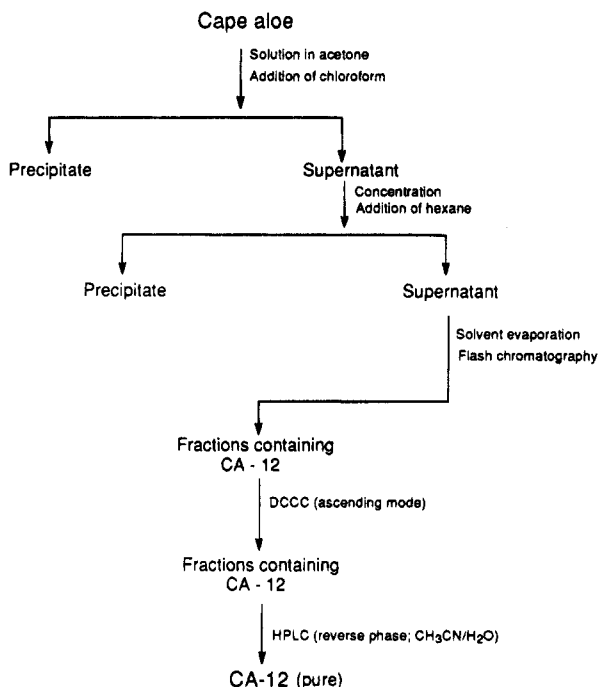 Cape aloe
Solution in acetone
Addition of chloroform
Precipitate
Supernatant
Concentration
Addition of hexane
Precipitate
Supernatant
Solvent evaporation
Flash chromatography
Fractions containing
CA - 12
DCCC (ascending mode)
Fractions containing
CA - 12
HPLC (reverse phase; CH₃CN/H₂O)
CA-12 (pure)